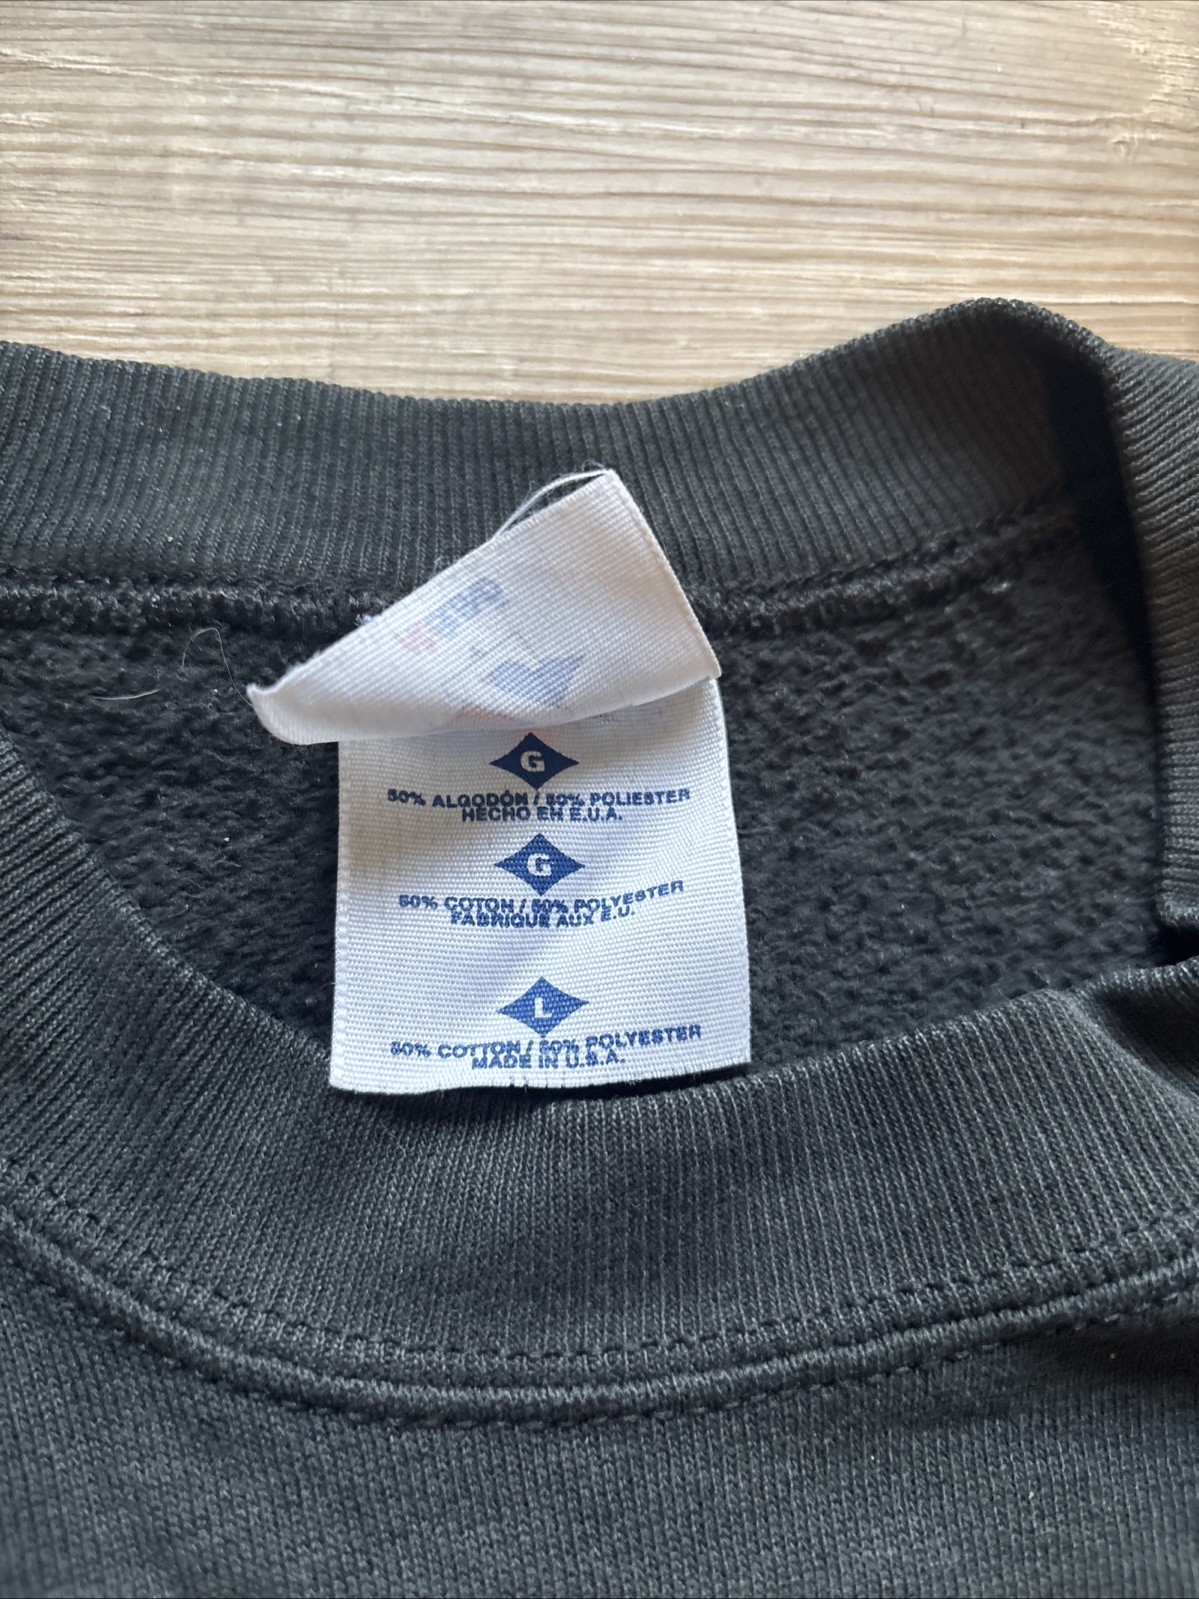 G
50% ALGODÓN / 50% POLIESTER
HECHO EN E.U.A.
G
50% COTON / 50% POLYESTER
FABRIQUE AUX E.U.
L
50% COTTON / 50% POLYESTER
MADE IN U.S.A.